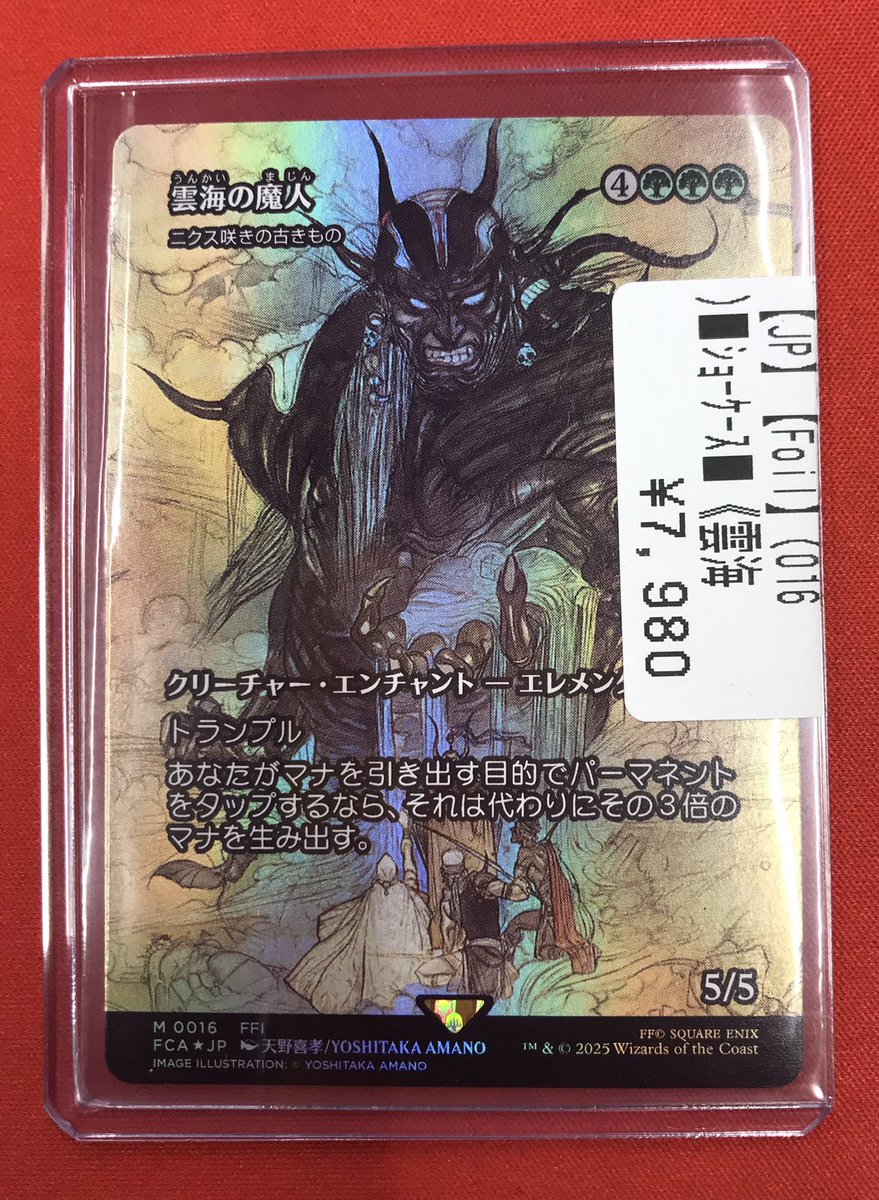 うんかい まじん
雲海の魔人
4
ニクス咲きの古きもの
【JP】 【Foil】(016
)■ショーケース■ 《雲海
¥7,980
クリーチャー・エンチャント — エレメンタ
トランプル
あなたがマナを引き出す目的でパーマネント
をタップするなら、それは代わりにその3倍の
マナを生み出す。
5/5
M 0016 FFI
FCA★JP 天野喜孝/YOSHITAKA AMANO
IMAGE ILLUSTRATION: © YOSHITAKA AMANO
FF© SQUARE ENIX
™ & © 2025 Wizards of the Coast